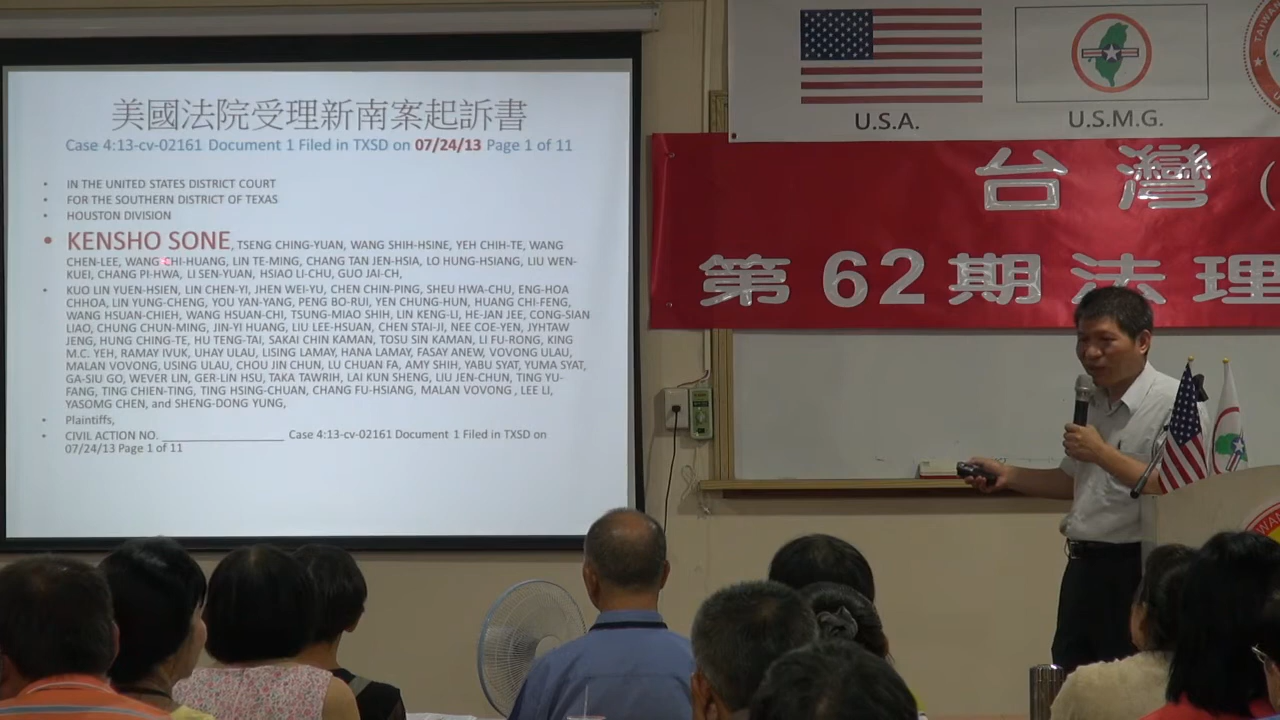 美國法院受理新南案起訴書
Case 4:13-cv-02161 Document 1 Filed in TXSD on 07/24/13 Page 1 of 11
• IN THE UNITED STATES DISTRICT COURT
• FOR THE SOUTHERN DISTRICT OF TEXAS
• HOUSTON DIVISION
• KENSHO SONE, TSENG CHING-YUAN, WANG SHIH-HSINE, YEH CHIH-TE, WANG
CHEN-LEE, WANG CHI-HUANG, LIN TE-MING, CHANG TAN JEN-HSIA, LO HUNG-HSIANG, LIU WEN-
KUEI, CHANG PI-HWA, LI SEN-YUAN, HSIAO LI-CHU, GUO JAI-CH,
• KUO LIN YUEN-HSIEN, LIN CHEN-YI, JHEN WEI-YU, CHEN CHIN-PING, SHEU HWA-CHU, ENG-HOA
CHHOA, LIN YUNG-CHENG, YOU YAN-YANG, PENG BO-RUI, YEN CHUNG-HUN, HUANG CHI-FENG,
WANG HSUAN-CHIEH, WANG HSUAN-CHI, TSUNG-MIAO SHIH, LIN KENG-LI, HE-JAN JEE, CONG-SIAN
LIAO, CHUNG CHUN-MING, JIN-YI HUANG, LIU LEE-HSUAN, CHEN STAI-JI, NEE COE-YEN, JYHTAW
JENG, HUNG CHING-TE, HU TENG-TAI, SAKAI CHIN KAMAN, TOSU SIN KAMAN, LI FU-RONG, KING
M.C. YEH, RAMAY IVUK, UHAY ULAU, LISING LAMAY, HANA LAMAY, FASAY ANEW, VOVONG ULAU,
MALAN VOVONG, USING ULAU, CHOU JIN CHUN, LU CHUAN FA, AMY SHIH, YABU SYAT, YUMA SYAT,
GA-SIU GO, WEVER LIN, GER-LIN HSU, TAKA TAWRIH, LAI KUN SHENG, LIU JEN-CHUN, TING YU-
FANG, TING CHIEN-TING, TING HSING-CHUAN, CHANG FU-HSIANG, MALAN VOVONG, LEE LI,
YASOMG CHEN, and SHENG-DONG YUNG,
• Plaintiffs,
• CIVIL ACTION NO. ____________________ Case 4:13-cv-02161 Document 1 Filed in TXSD on
07/24/13 Page 1 of 11
U.S.A.
U.S.M.G.
TAIWAN
台灣(
第62期法理